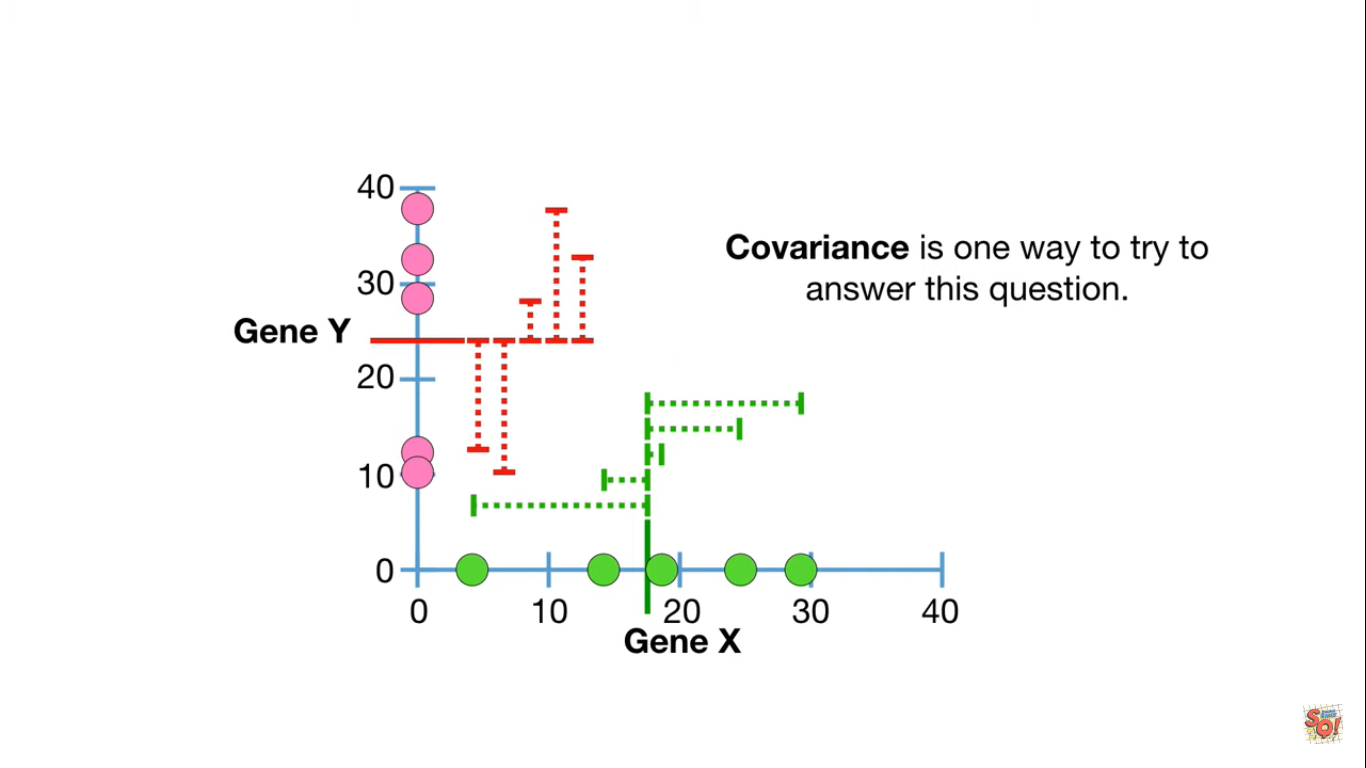 40
30
Gene Y
20
10
0
0 10 20 30 40
Gene X
Covariance is one way to try to
answer this question.
SQ!